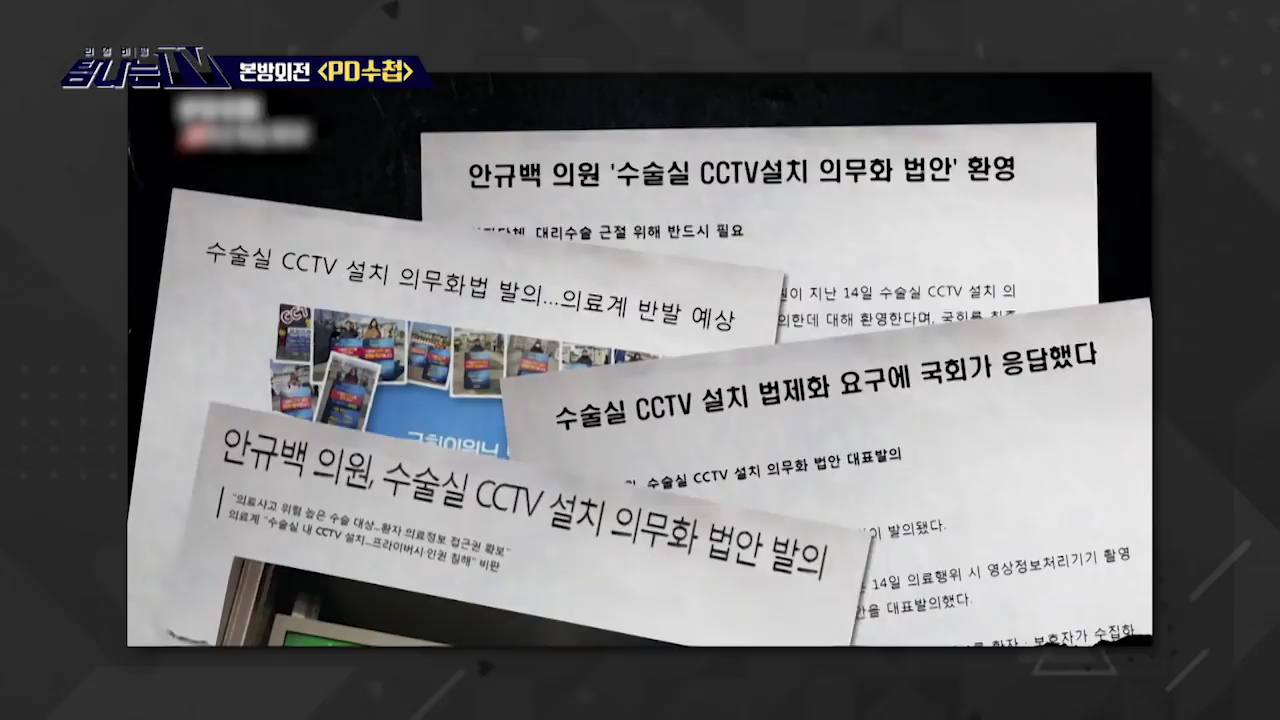 탐나는TV
본방외전 <PD수첩>
안규백 의원 '수술실 CCTV설치 의무화 법안' 환영
대리수술 근절 위해 반드시 필요
지난 14일 수술실 CCTV 설치 의
대해 환영한다며, 국회를
수술실 CCTV 설치 의무화법 발의...의료계 반발 예상
수술실 CCTV 설치 법제화 요구에 국회가 응답했다
수술실 CCTV 설치 의무화 법안 대표발의
발의됐다.
14일 의료행위 시 영상정보처리기기 촬영
대표발의했다.
안규백 의원, 수술실 CCTV 설치 의무화 법안 발의
"의료사고 위험 높은 수술 대상...환자 의료정보 접근권 확보"
의료계 "수술실 내 CCTV 설치...프라이버시·인권 침해" 비판